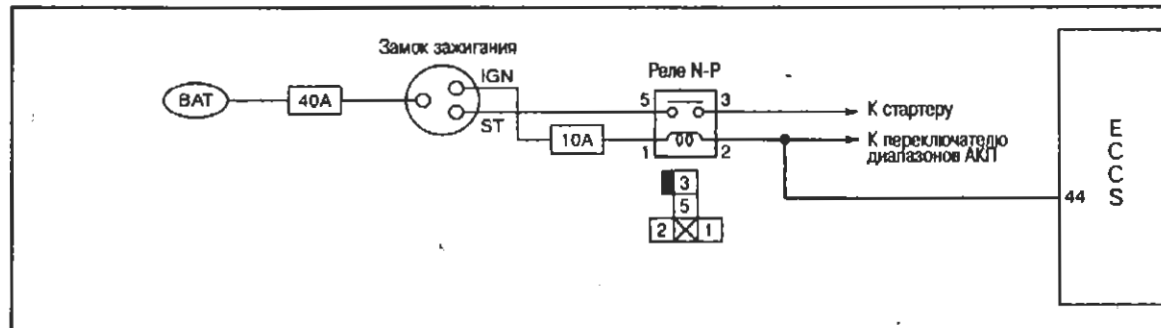 Замок зажигания
IGN
ST
BAT
40A
10A
Реле N-P
5
3
1
2
К стартеру
К переключателю
диапазонов АКП
3
5
2
1
44
ECCS